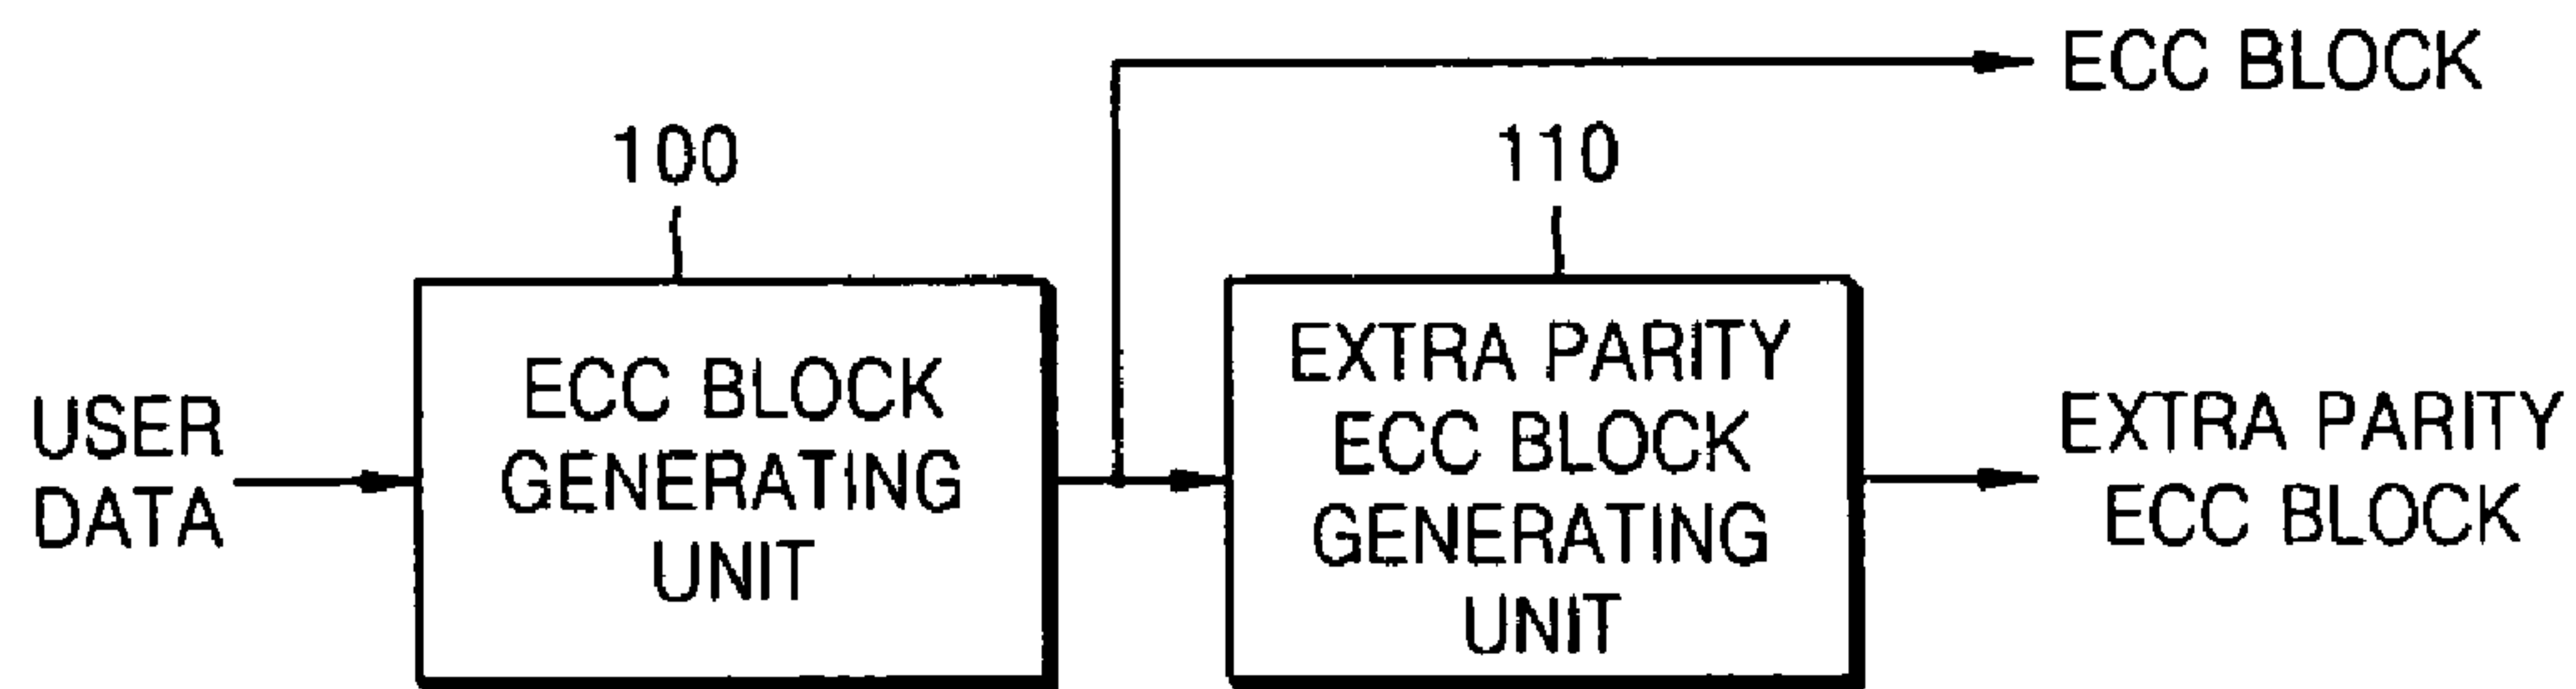 ECC BLOCK
100
110
USER
DATA
ECC BLOCK
GENERATING
UNIT
EXTRA PARITY
ECC BLOCK
GENERATING
UNIT
EXTRA PARITY
ECC BLOCK